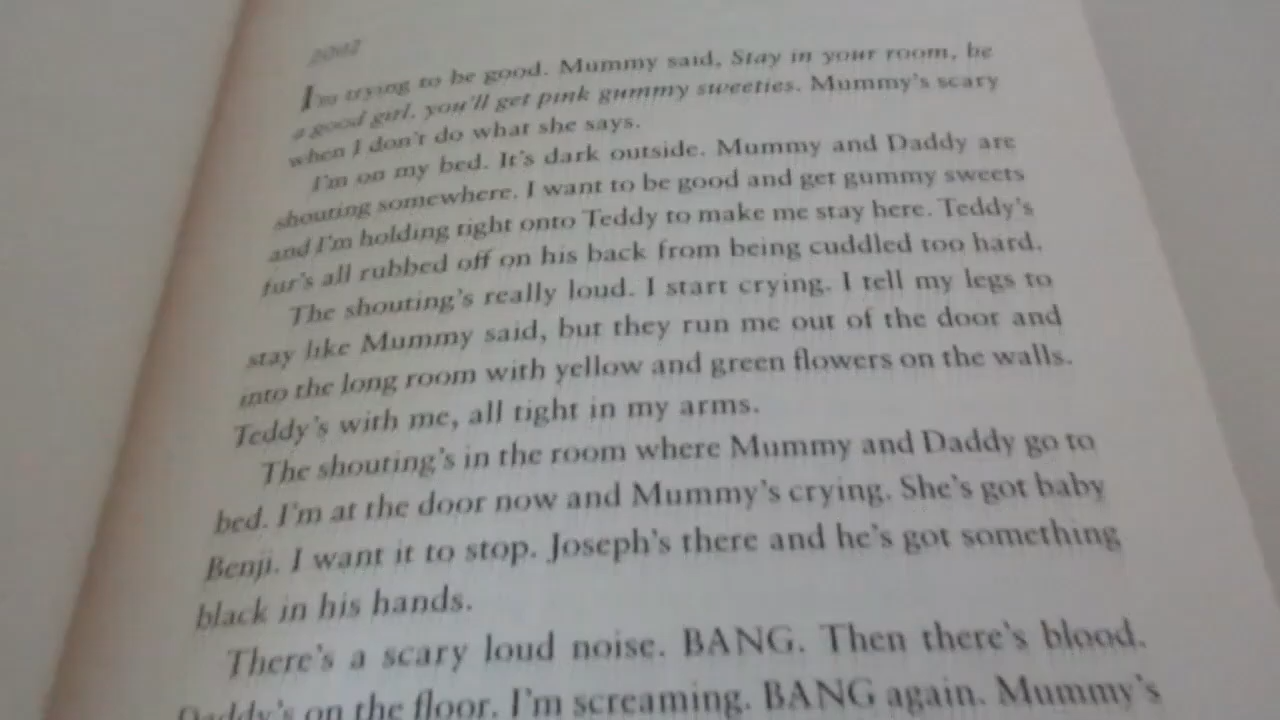 2002
I'm trying to be good. Mummy said, Stay in your room, be
a good girl, you'll get pink gummy sweeties. Mummy's scary
when I don't do what she says.
I'm on my bed. It's dark outside. Mummy and Daddy are
shouting somewhere. I want to be good and get gummy sweets
and I'm holding tight onto Teddy to make me stay here. Teddy's
fur's all rubbed off on his back from being cuddled too hard.
The shouting's really loud. I start crying. I tell my legs to
stay like Mummy said, but they run me out of the door and
into the long room with yellow and green flowers on the walls.
Teddy's with me, all tight in my arms.
The shouting's in the room where Mummy and Daddy go to
bed. I'm at the door now and Mummy's crying. She's got baby
Benji. I want it to stop. Joseph's there and he's got something
black in his hands.
There's a scary loud noise. BANG. Then there's blood.
Daddy's on the floor. I'm screaming. BANG again. Mummy's